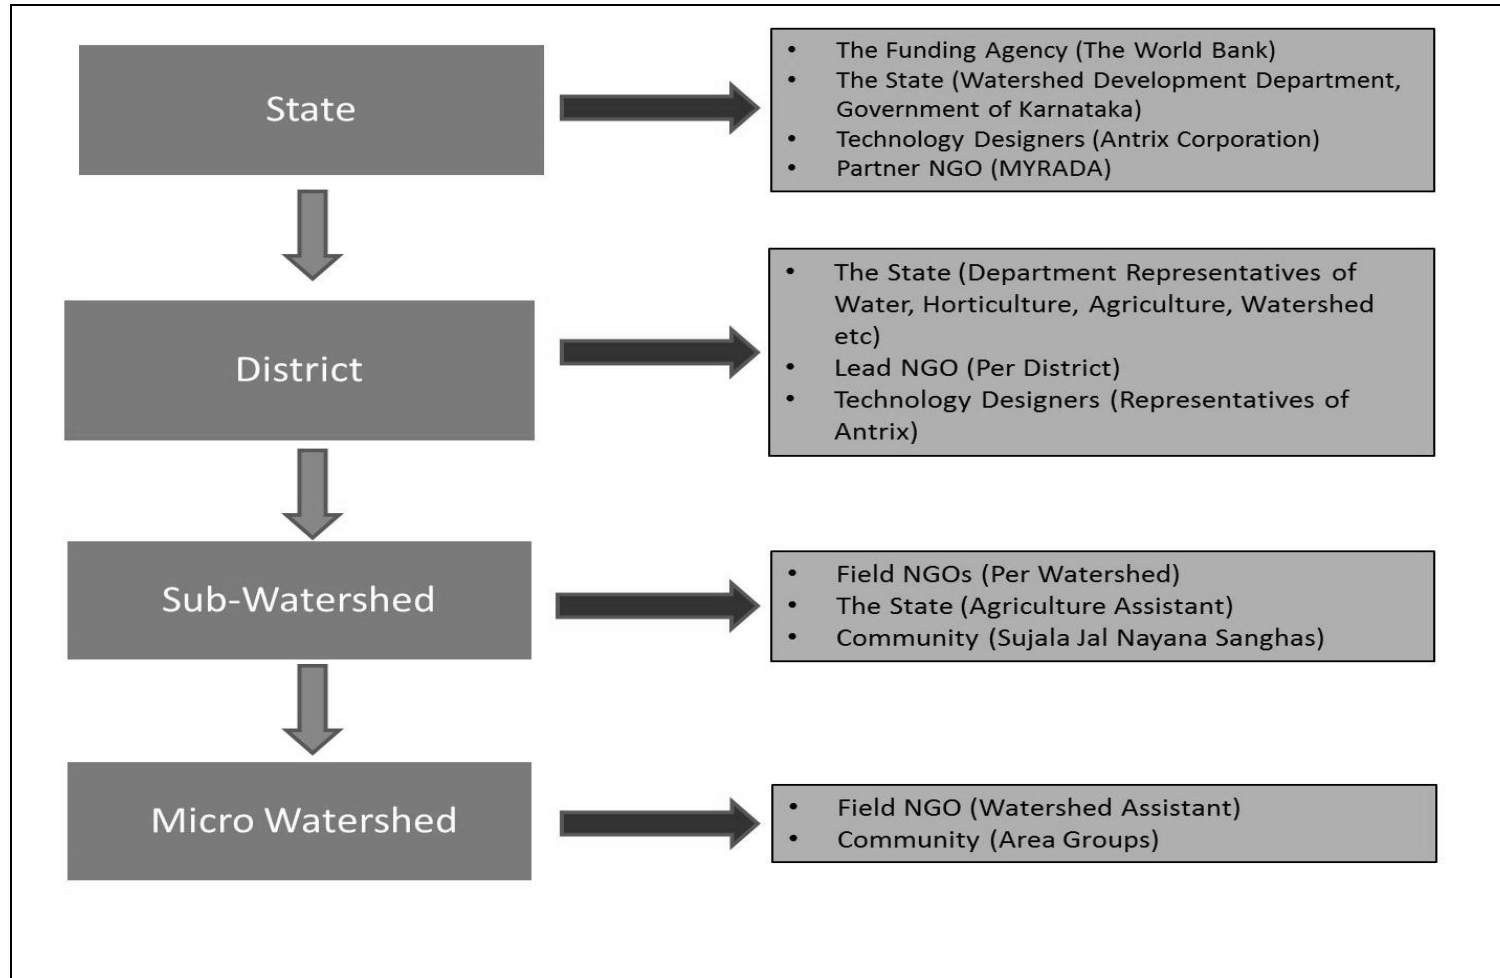 State
• The Funding Agency (The World Bank)
• The State (Watershed Development Department,
Government of Karnataka)
• Technology Designers (Antrix Corporation)
• Partner NGO (MYRADA)
District
• The State (Department Representatives of
Water, Horticulture, Agriculture, Watershed
etc)
• Lead NGO (Per District)
• Technology Designers (Representatives of
Antrix)
Sub-Watershed
• Field NGOs (Per Watershed)
• The State (Agriculture Assistant)
• Community (Sujala Jal Nayana Sanghas)
Micro Watershed
• Field NGO (Watershed Assistant)
• Community (Area Groups)